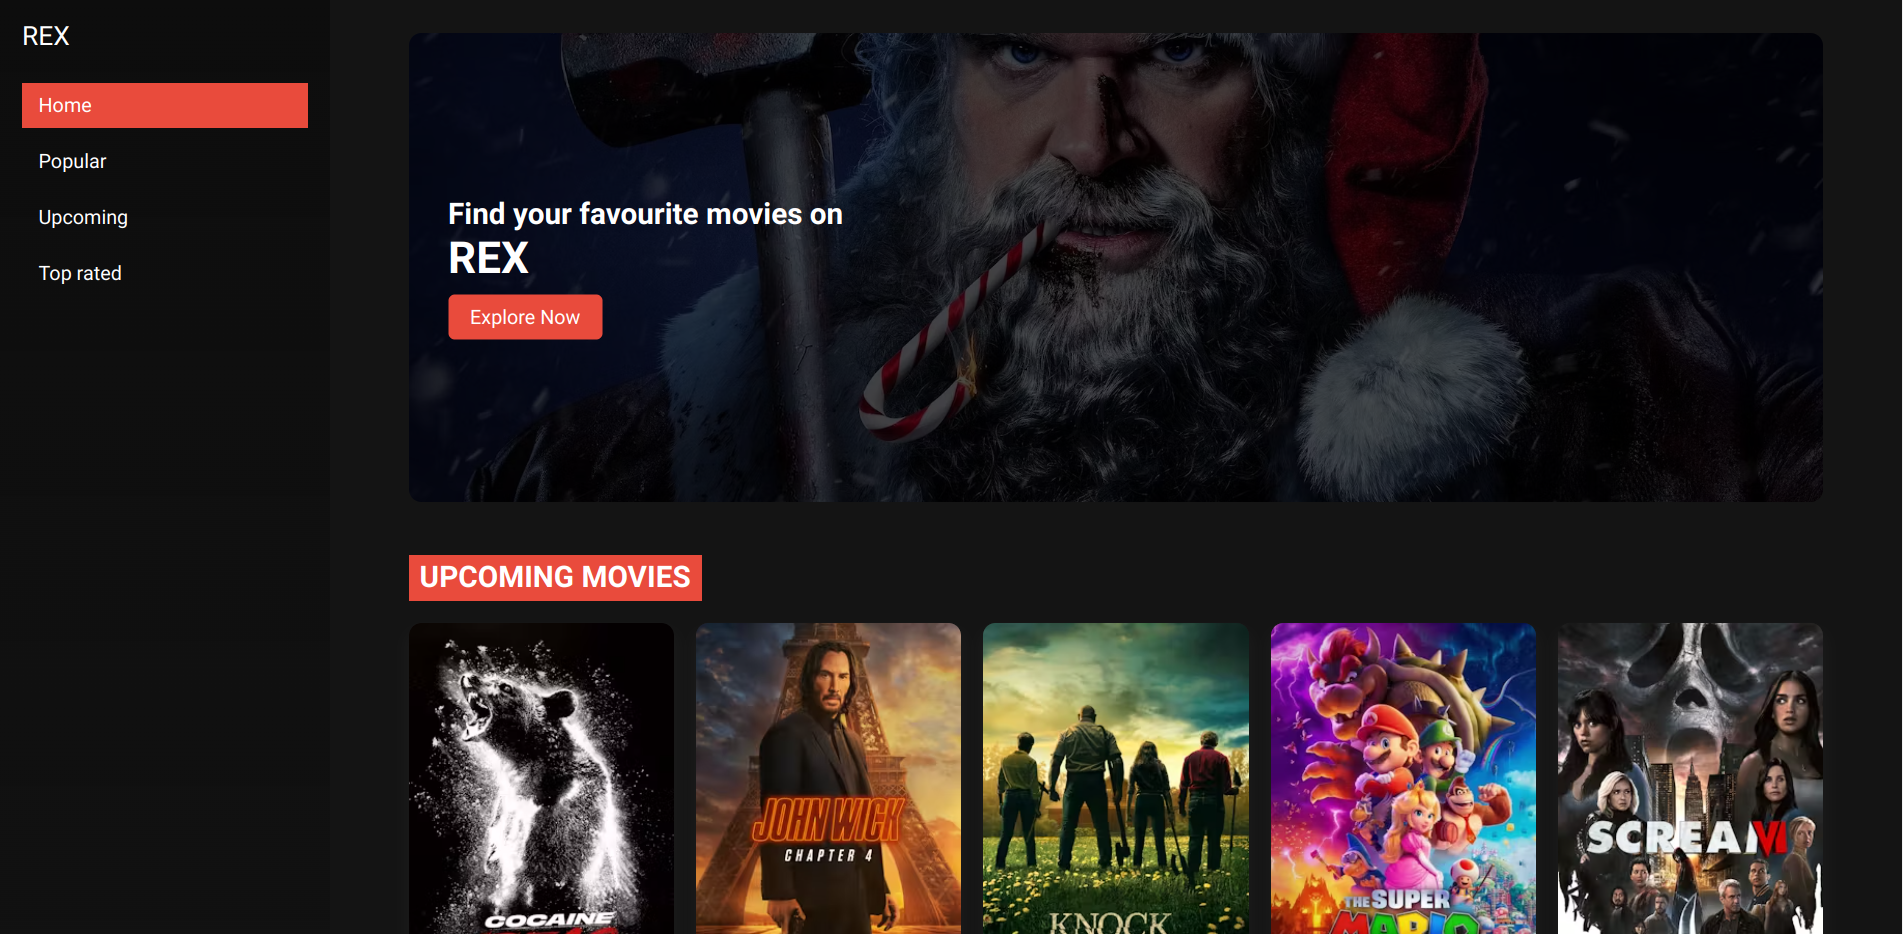 REX
Home
Popular
Upcoming
Top rated
Find your favourite movies on
REX
Explore Now
UPCOMING MOVIES
COCAINE
JOHN WICK
CHAPTER 4
KNOCK
THE SUPER
MARIO
SCREAM VI